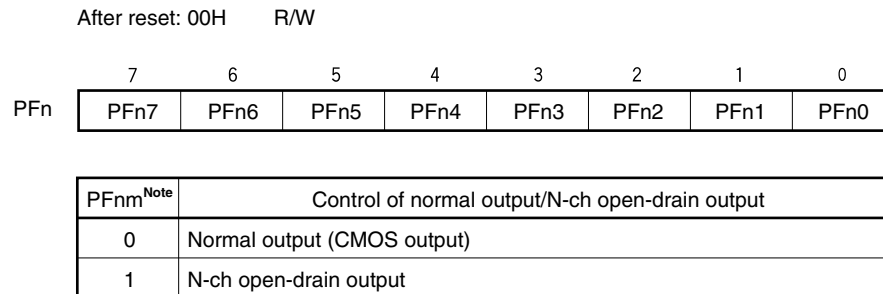 After reset: 00H R/W
7 6 5 4 3 2 1 0
PFn PFn7 PFn6 PFn5 PFn4 PFn3 PFn2 PFn1 PFn0
PFnmNote Control of normal output/N-ch open-drain output
0 Normal output (CMOS output)
1 N-ch open-drain output